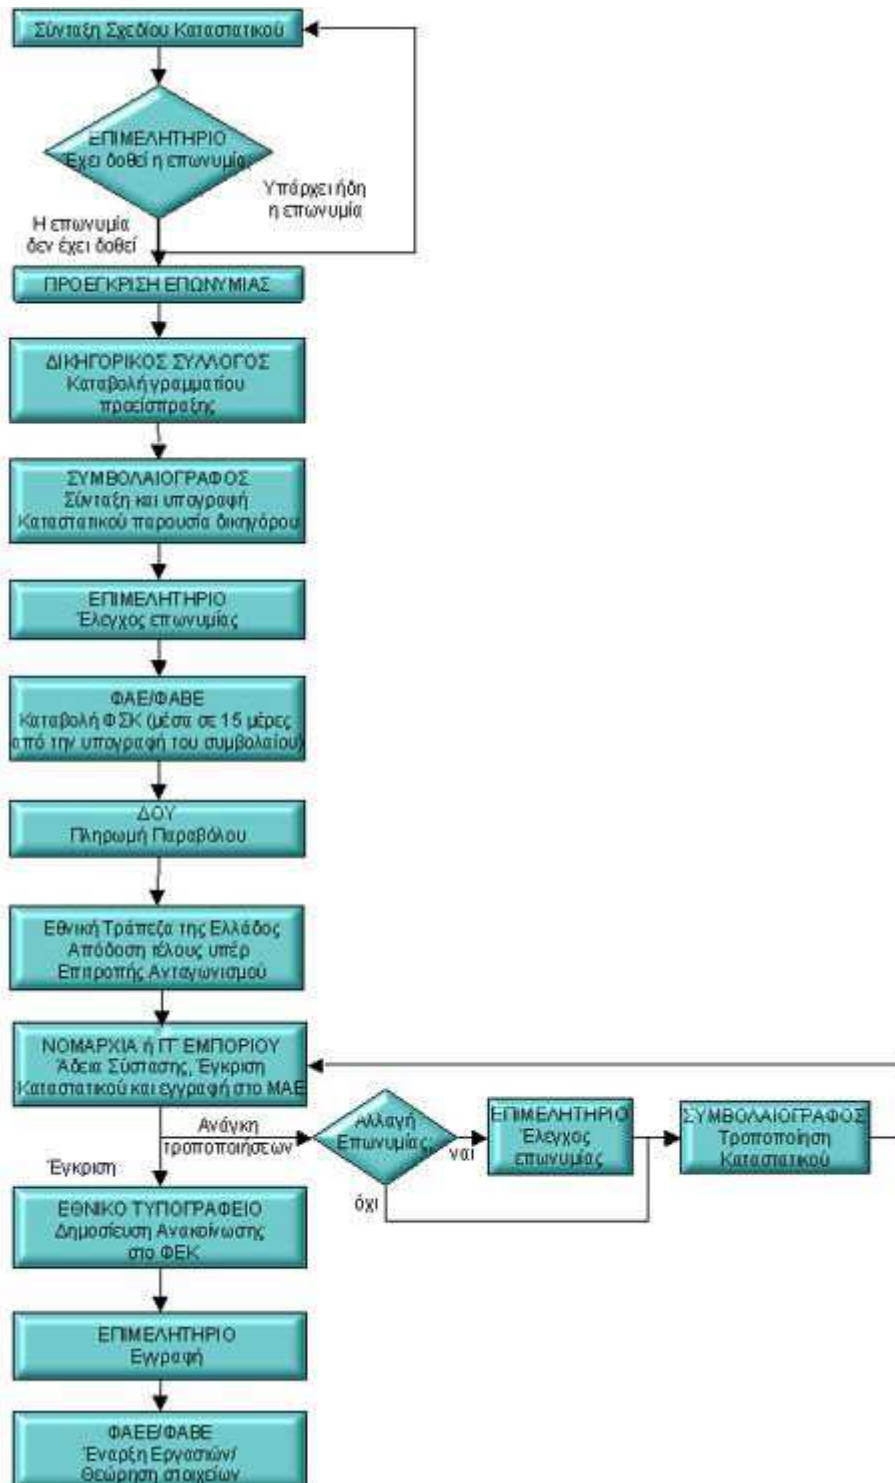 Σύνταξη Σχεδίου Καταστατικού
ΕΠΙΜΕΛΗΤΗΡΙΟ
Έχει δοθεί η επωνυμία;
Υπάρχει ήδη
η επωνυμία
Η επωνυμία
δεν έχει δοθεί
ΠΡΟΕΓΚΡΙΣΗ ΕΠΩΝΥΜΙΑΣ
ΔΙΚΗΓΟΡΙΚΟΣ ΣΥΛΛΟΓΟΣ
Καταβολή γραμματίου
προείσπραξης
ΣΥΜΒΟΛΑΙΟΓΡΑΦΟΣ
Σύνταξη και υπογραφή
Καταστατικού παρουσία δικηγόρου
ΕΠΙΜΕΛΗΤΗΡΙΟ
Έλεγχος επωνυμίας
ΦΑΕ/ΦΑΒΕ
Καταβολή ΦΣΚ (μέσα σε 15 μέρες
από την υπογραφή του συμβολαίου)
ΔΟΥ
Πληρωμή Παραβόλου
Εθνική Τράπεζα της Ελλάδος
Απόδοση τέλους υπέρ
Επιτροπής Ανταγωνισμού
ΝΟΜΑΡΧΙΑ ή ΓΓ ΕΜΠΟΡΙΟΥ
Άδεια Σύστασης, Έγκριση
Καταστατικού και εγγραφή στο ΜΑΕ
Ανάγκη
τροποποιήσεων
Αλλαγή
Επωνυμίας;
ναι
όχι
ΕΠΙΜΕΛΗΤΗΡΙΟ
Έλεγχος
επωνυμίας
ΣΥΜΒΟΛΑΙΟΓΡΑΦΟΣ
Τροποποίηση
Καταστατικού
Έγκριση
ΕΘΝΙΚΟ ΤΥΠΟΓΡΑΦΕΙΟ
Δημοσίευση Ανακοίνωσης
στο ΦΕΚ
ΕΠΙΜΕΛΗΤΗΡΙΟ
Εγγραφή
ΦΑΕΕ/ΦΑΒΕ
Έναρξη Εργασιών/
Θεώρηση στοιχείων